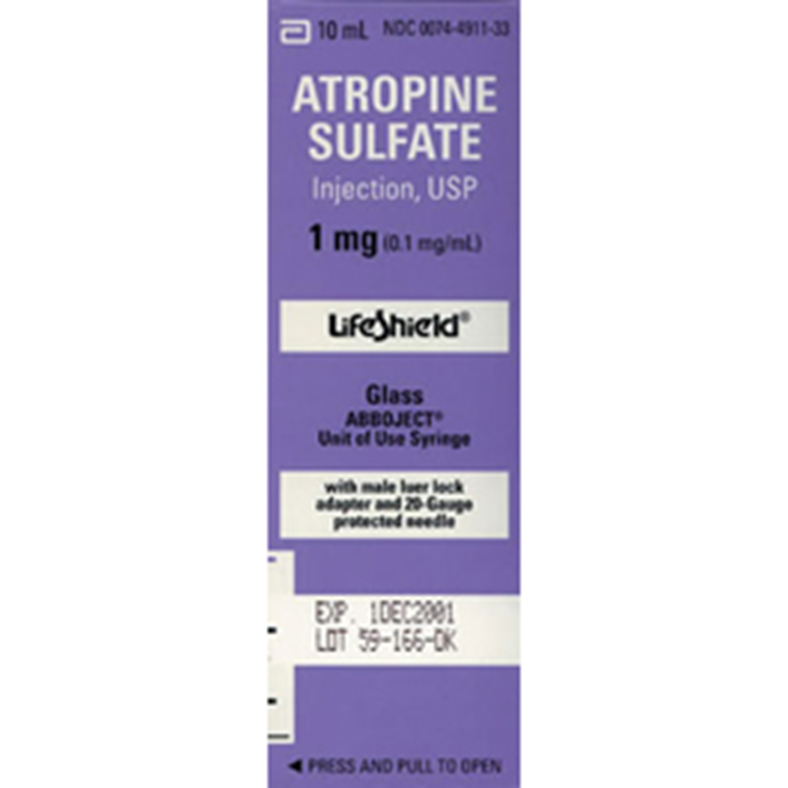 10 mL NDC 0074-4911-33
ATROPINE
SULFATE
Injection, USP
1 mg (0.1 mg/mL)
LifeShield®
Glass
ABBOJECT®
Unit of Use Syringe
with male luer lock
adapter and 20-Gauge
protected needle
EXP. 1DEC2001
LOT 59-166-DK
◄ PRESS AND PULL TO OPEN